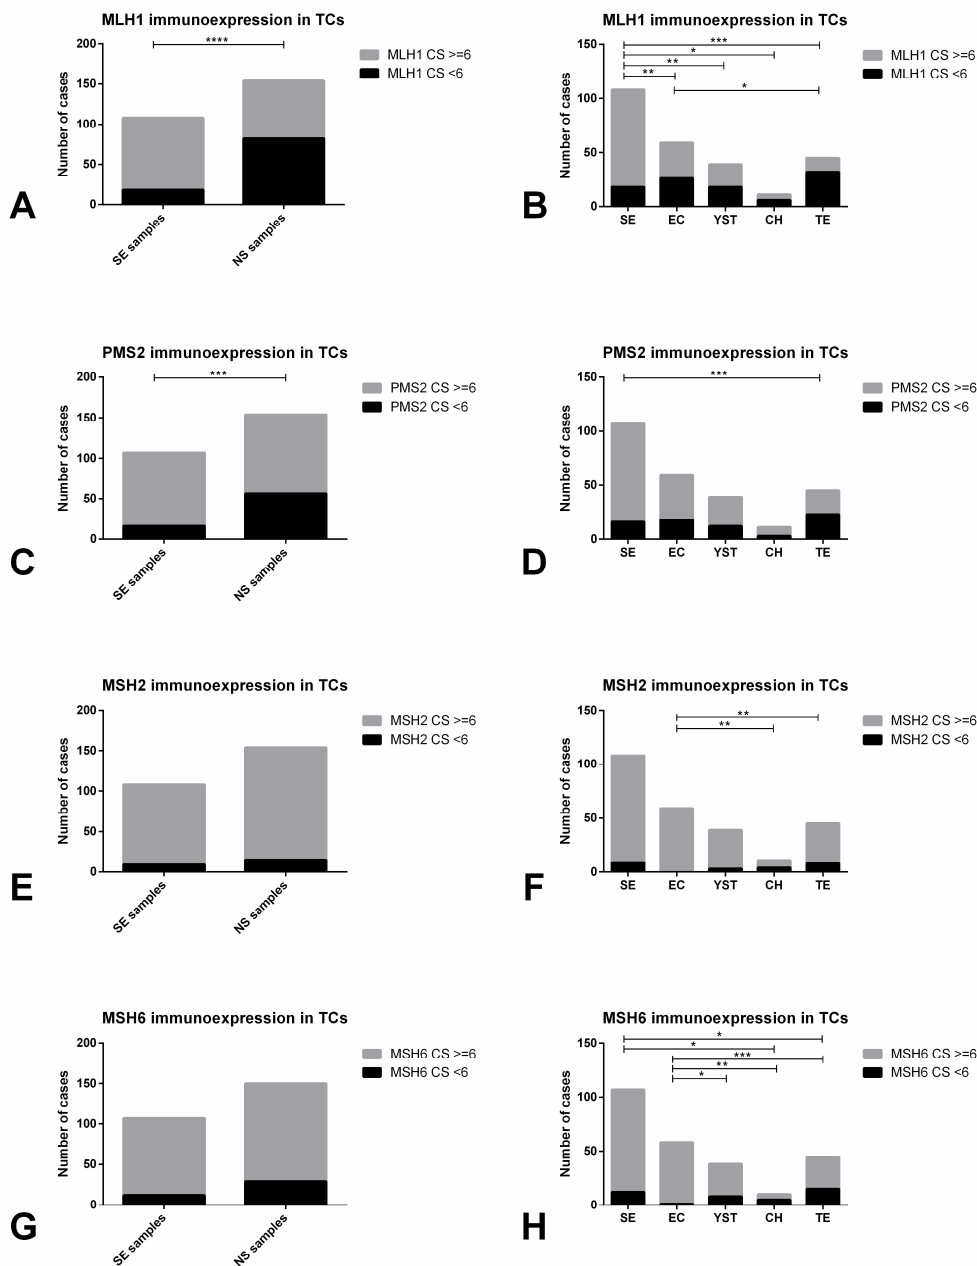 MLH1 immunoexpression in TCs
****
MLH1 CS >=6
MLH1 CS <6
Number of cases
200
150
100
50
0
SE samples
NS samples
A
MLH1 immunoexpression in TCs
***
*
**
**
*
MLH1 CS >=6
MLH1 CS <6
Number of cases
150
100
50
0
SE EC YST CH TE
B
PMS2 immunoexpression in TCs
***
PMS2 CS >=6
PMS2 CS <6
Number of cases
200
150
100
50
0
SE samples
NS samples
C
PMS2 immunoexpression in TCs
***
PMS2 CS >=6
PMS2 CS <6
Number of cases
150
100
50
0
SE EC YST CH TE
D
MSH2 immunoexpression in TCs
MSH2 CS >=6
MSH2 CS <6
Number of cases
200
150
100
50
0
SE samples
NS samples
E
MSH2 immunoexpression in TCs
**
**
MSH2 CS >=6
MSH2 CS <6
Number of cases
150
100
50
0
SE EC YST CH TE
F
MSH6 immunoexpression in TCs
MSH6 CS >=6
MSH6 CS <6
Number of cases
200
150
100
50
0
SE samples
NS samples
G
MSH6 immunoexpression in TCs
*
*
***
**
*
MSH6 CS >=6
MSH6 CS <6
Number of cases
150
100
50
0
SE EC YST CH TE
H